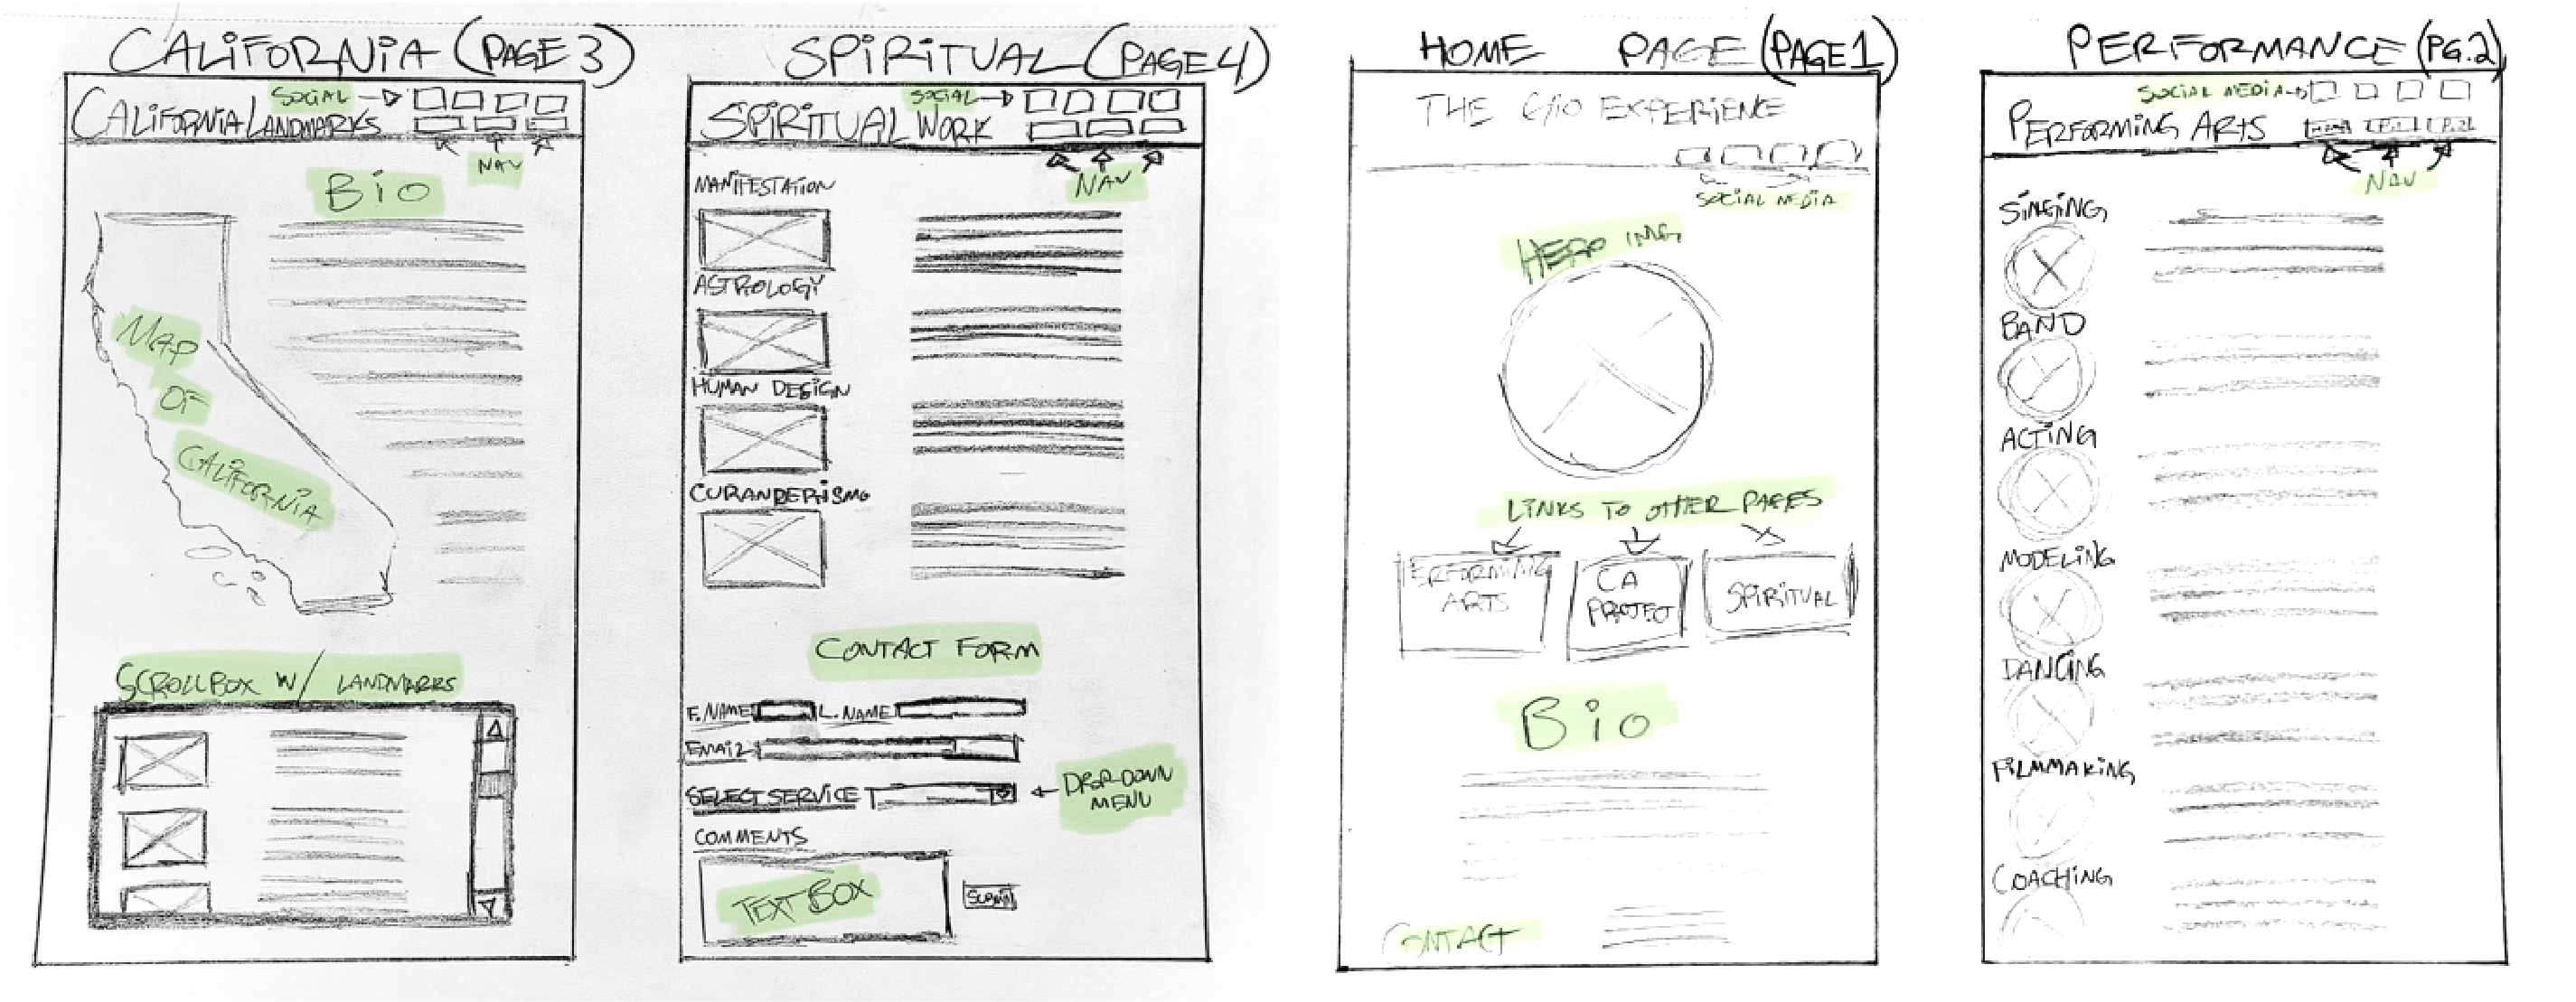 CALIFORNIA (PAGE 3)
SOCIAL
CALIFORNIA LANDMARKS
NAV
BIO
MAP
OF
CALIFORNIA
SCROLLBOX W/ LANDMARKS
SPIRITUAL (PAGE 4)
SOCIAL
SPIRITUAL WORK
NAV
MANIFESTATION
ASTROLOGY
HUMAN DESIGN
CURANDERISMO
CONTACT FORM
F. NAME L. NAME
EMAIL
SELECT SERVICE
DROPDOWN
MENU
COMMENTS
TEXT BOX
SUBMIT
HOME PAGE (PAGE 1)
THE GIO EXPERIENCE
SOCIAL MEDIA
HERO IMG
LINKS TO OTHER PAGES
PERFORMING
ARTS
CA
PROJECT
SPIRITUAL
BIO
CONTACT
PERFORMANCE (PG. 2)
SOCIAL MEDIA
PERFORMING ARTS
NAV
SINGING
BAND
ACTING
MODELING
DANCING
FILMMAKING
COACHING